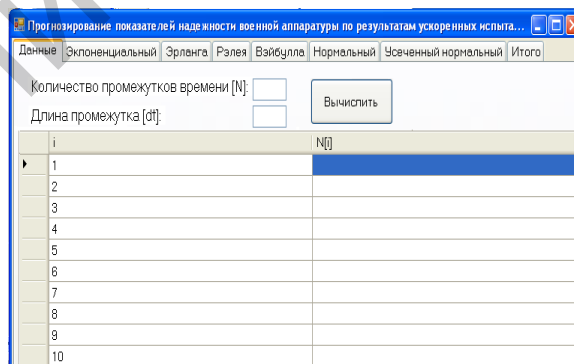 Прогнозирование показателей надежности военной аппаратуры по результатам ускоренных испыта...
Данные Экпоненциальный Эрланга Рэлея Вэйбулла Нормальный Усеченный нормальный Итого
Количество промежутков времени [N]:
Вычислить
Длина промежутка [dt]:
i N[i]
1
2
3
4
5
6
7
8
9
10